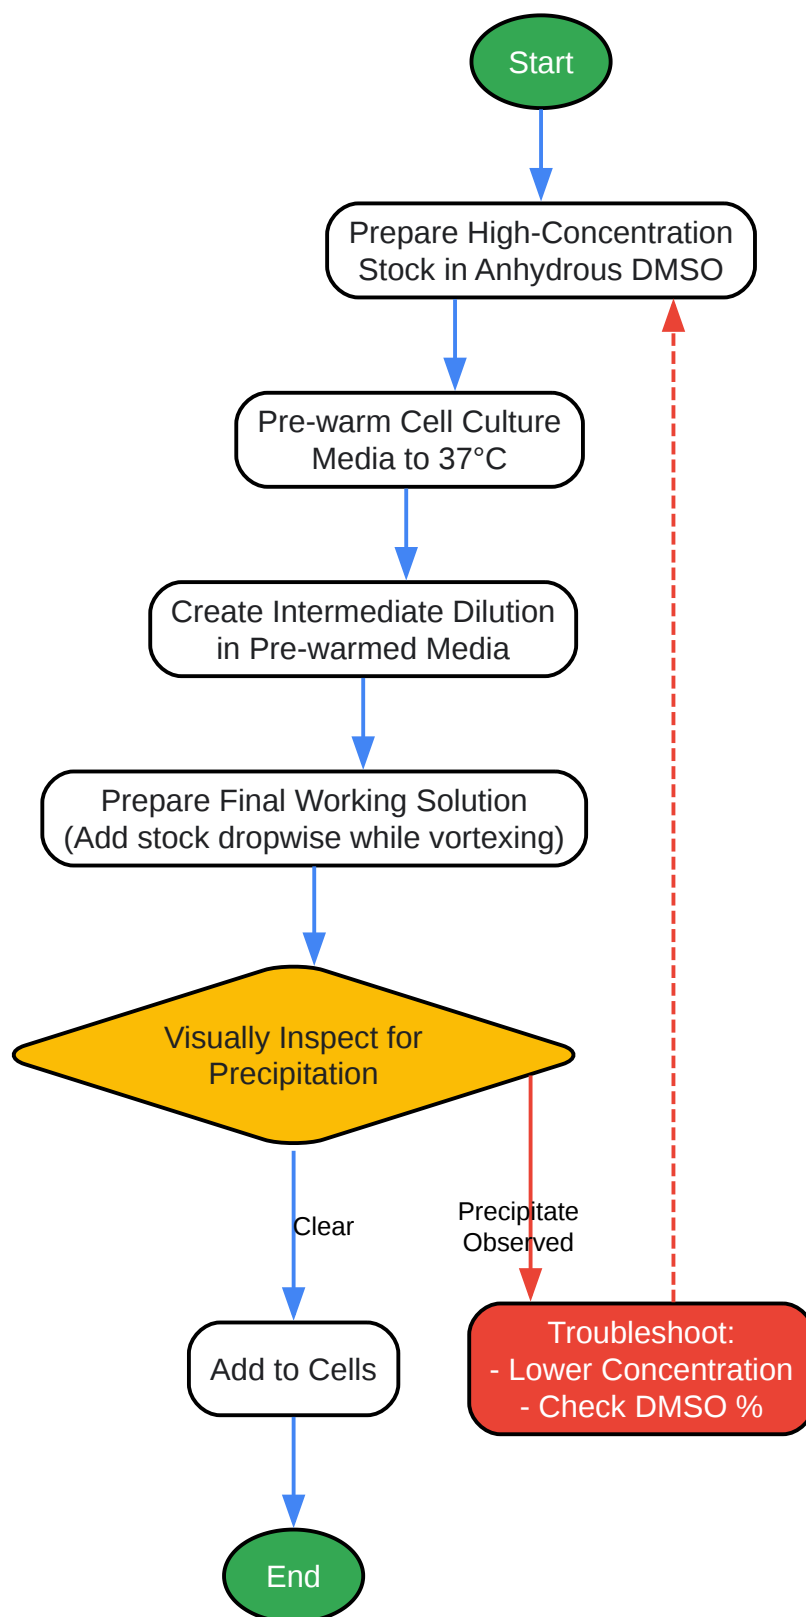 Start
Prepare High-Concentration
Stock in Anhydrous DMSO
Pre-warm Cell Culture
Media to 37°C
Create Intermediate Dilution
in Pre-warmed Media
Prepare Final Working Solution
(Add stock dropwise while vortexing)
Visually Inspect for
Precipitation
Clear
Precipitate
Observed
Add to Cells
Troubleshoot:
- Lower Concentration
- Check DMSO %
End